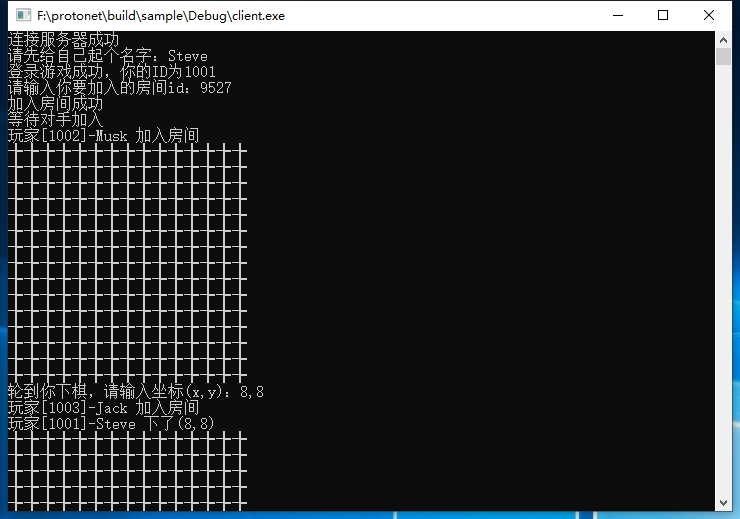 F:\protonet\build\sample\Debug\client.exe
连接服务器成功
请先给自己起个名字：Steve
登录游戏成功，你的ID为1001
请输入你要加入的房间id：9527
加入房间成功
等待对手加入
玩家[1002]-Musk 加入房间
轮到你下棋，请输入坐标(x,y)：8,8
玩家[1003]-Jack 加入房间
玩家[1001]-Steve 下了(8,8)